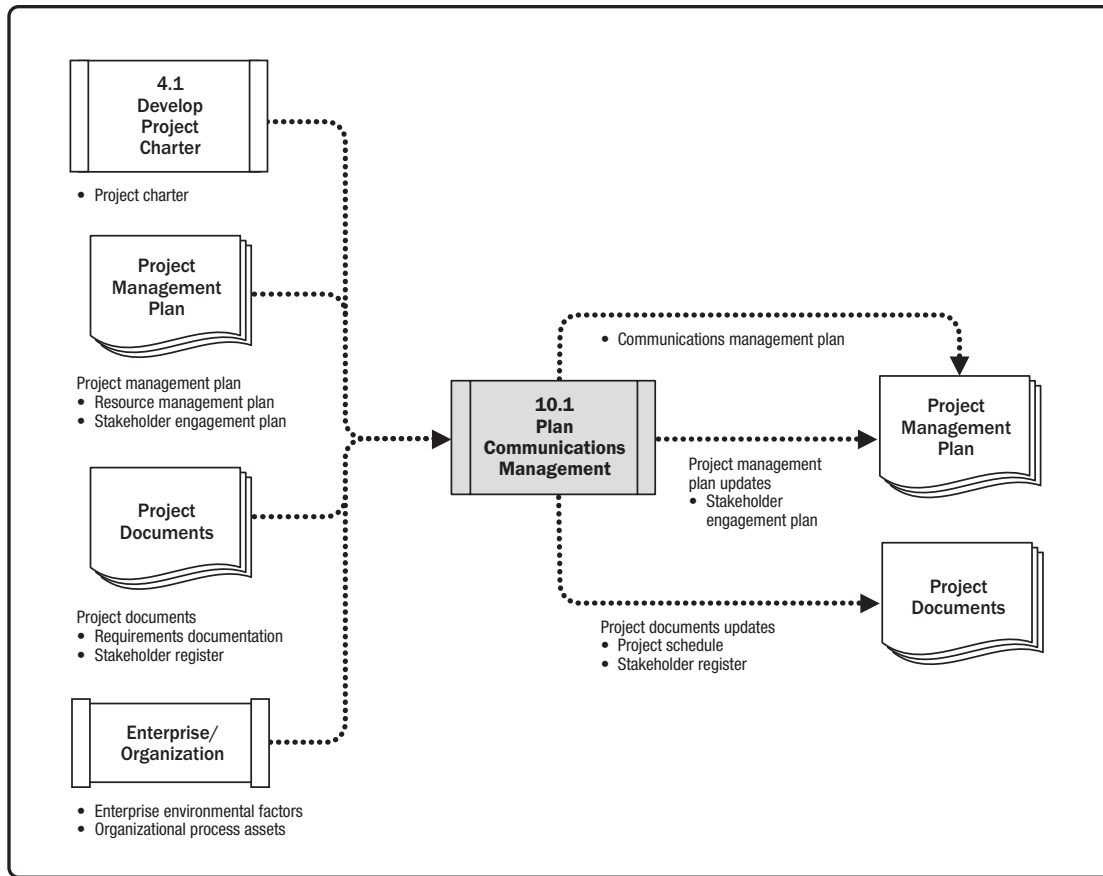 4.1
Develop
Project
Charter
• Project charter
Project
Management
Plan
Project management plan
• Resource management plan
• Stakeholder engagement plan
Project
Documents
Project documents
• Requirements documentation
• Stakeholder register
Enterprise/
Organization
• Enterprise environmental factors
• Organizational process assets
10.1
Plan
Communications
Management
• Communications management plan
Project management
plan updates
• Stakeholder
engagement plan
Project documents updates
• Project schedule
• Stakeholder register
Project
Management
Plan
Project
Documents